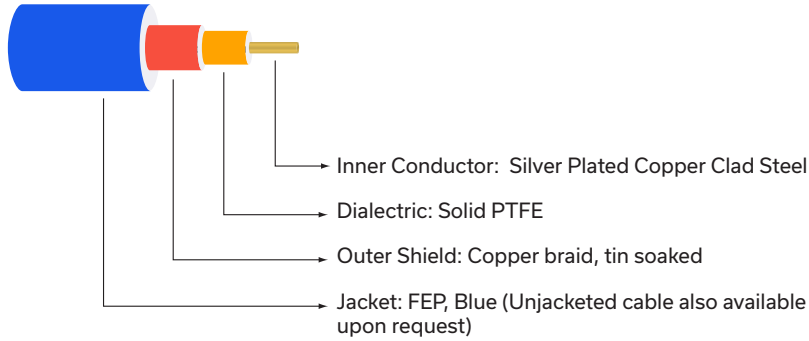 Inner Conductor:  Silver Plated Copper Clad Steel
Dialectric: Solid PTFE
Outer Shield: Copper braid, tin soaked
Jacket: FEP, Blue (Unjacketed cable also available
upon request)